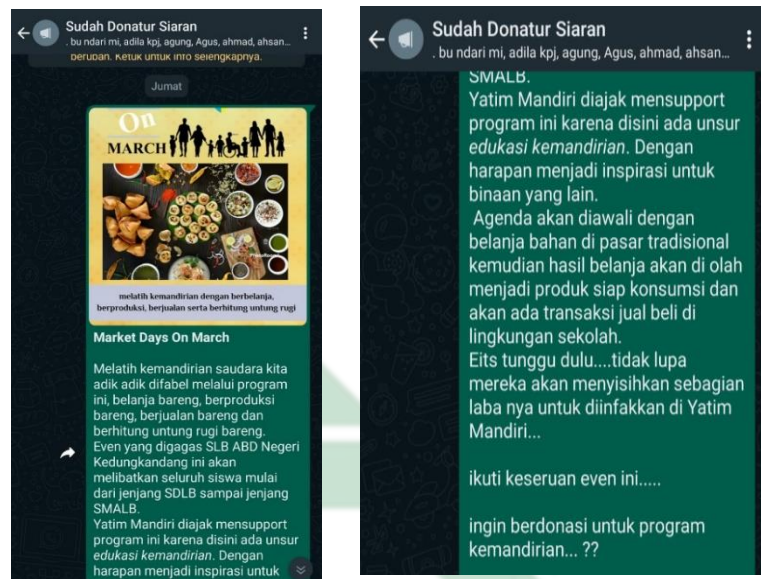 Sudah Donatur Siaran
. bu ndari mi, adila kpj, agung, Agus, ahmad, ahsan...
beruban. Ketuk untuk info selengkapnya.
Jumat
On
MARCH
melatih kemandirian dengan berbelanja,
berproduksi, berjualan serta berhitung untung rugi
Market Days On March
Melatih kemandirian saudara kita
adik adik difabel melalui program
ini, belanja bareng, berproduksi
bareng, berjualan bareng dan
berhitung untung rugi bareng.
Even yang digagas SLB ABD Negeri
Kedungkandang ini akan
melibatkan seluruh siswa mulai
dari jenjang SDLB sampai jenjang
SMALB.
Yatim Mandiri diajak mensupport
program ini karena disini ada unsur
edukasi kemandirian. Dengan
harapan menjadi inspirasi untuk
Sudah Donatur Siaran
. bu ndari mi, adila kpj, agung, Agus, ahmad, ahsan...
SMALB.
Yatim Mandiri diajak mensupport
program ini karena disini ada unsur
edukasi kemandirian. Dengan
harapan menjadi inspirasi untuk
binaan yang lain.
Agenda akan diawali dengan
belanja bahan di pasar tradisional
kemudian hasil belanja akan di olah
menjadi produk siap konsumsi dan
akan ada transaksi jual beli di
lingkungan sekolah.
Eits tunggu dulu....tidak lupa
mereka akan menyisihkan sebagian
laba nya untuk diinfakkan di Yatim
Mandiri...
ikuti keseruan even ini.....
ingin berdonasi untuk program
kemandirian... ??